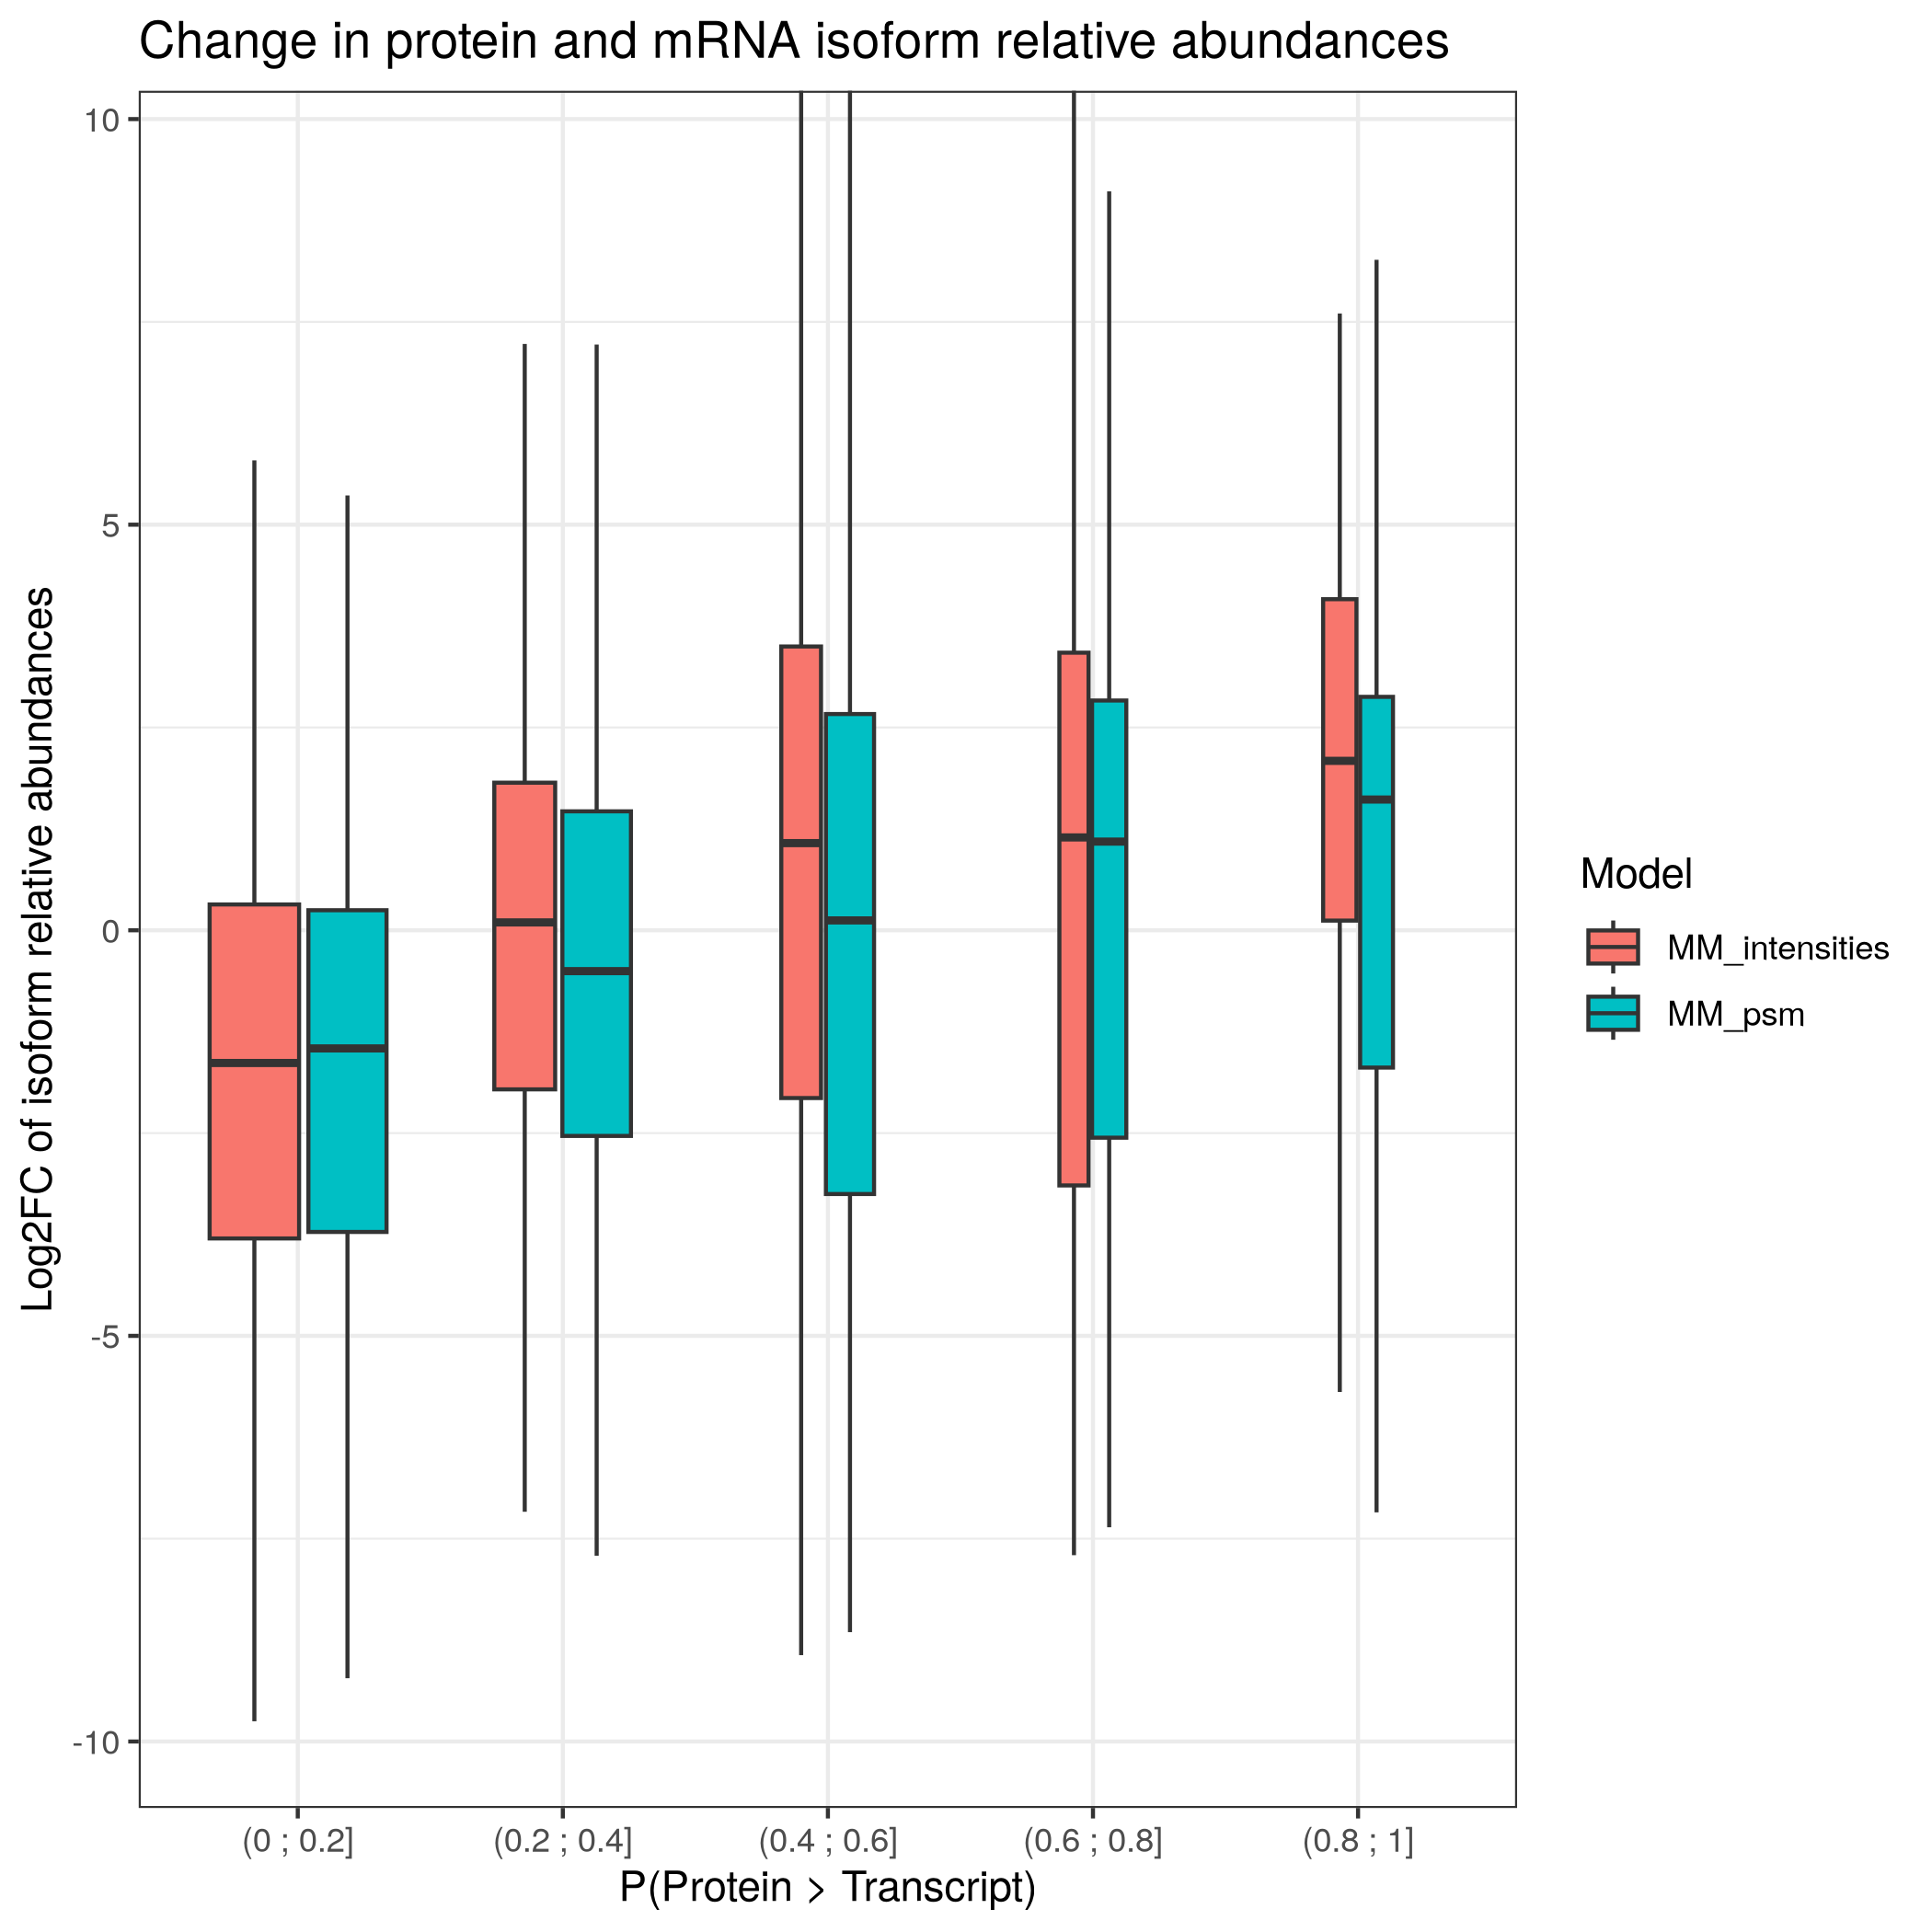 Change in protein and mRNA isoform relative abundances
Log2FC of isoform relative abundances
10
5
0
-5
-10
(0 ; 0.2]
(0.2 ; 0.4]
(0.4 ; 0.6]
(0.6 ; 0.8]
(0.8 ; 1]
P(Protein > Transcript)
Model
MM_intensities
MM_psm